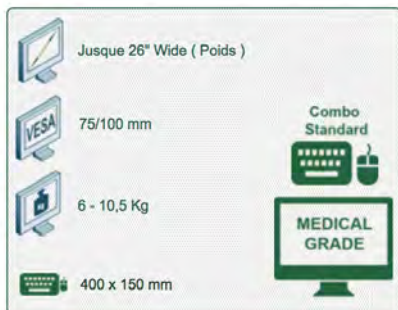 Jusque 26" Wide ( Poids )
VESA
75/100 mm
6 - 10,5 Kg
400 x 150 mm
Combo
Standard
MEDICAL
GRADE